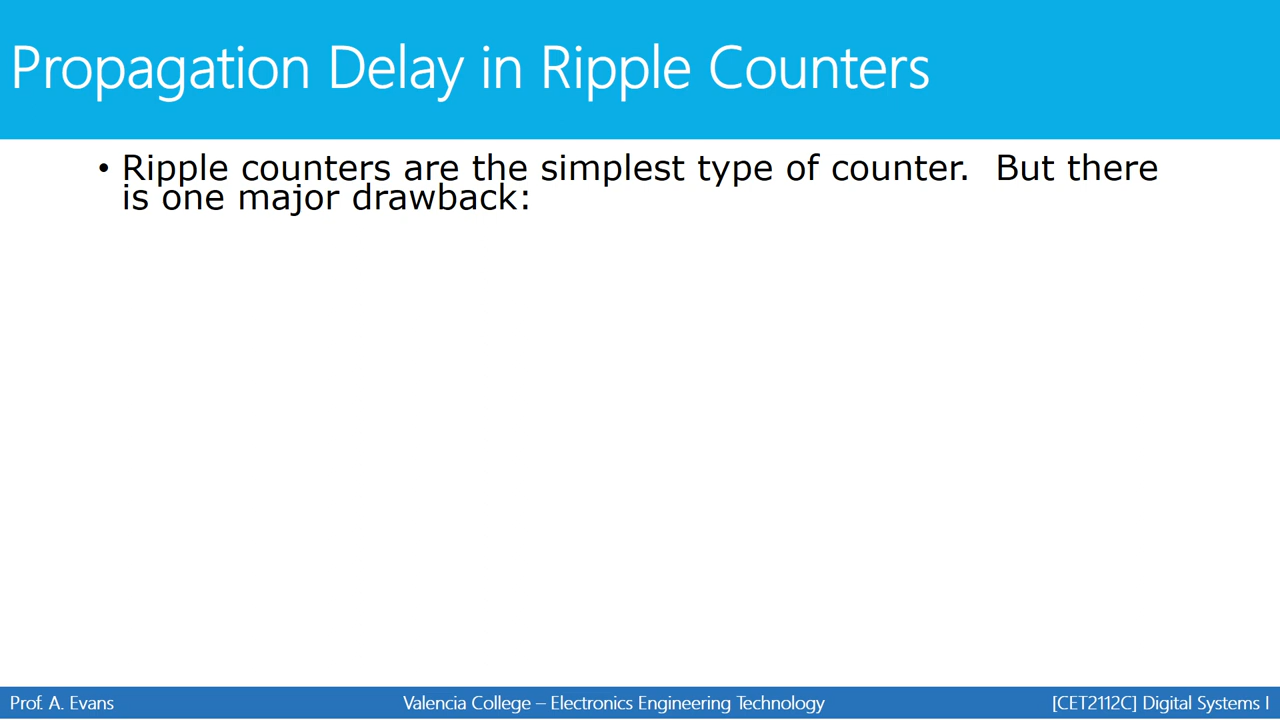 Propagation Delay in Ripple Counters
• Ripple counters are the simplest type of counter.  But there
is one major drawback:
Prof. A. Evans
Valencia College – Electronics Engineering Technology
[CET2112C] Digital Systems I